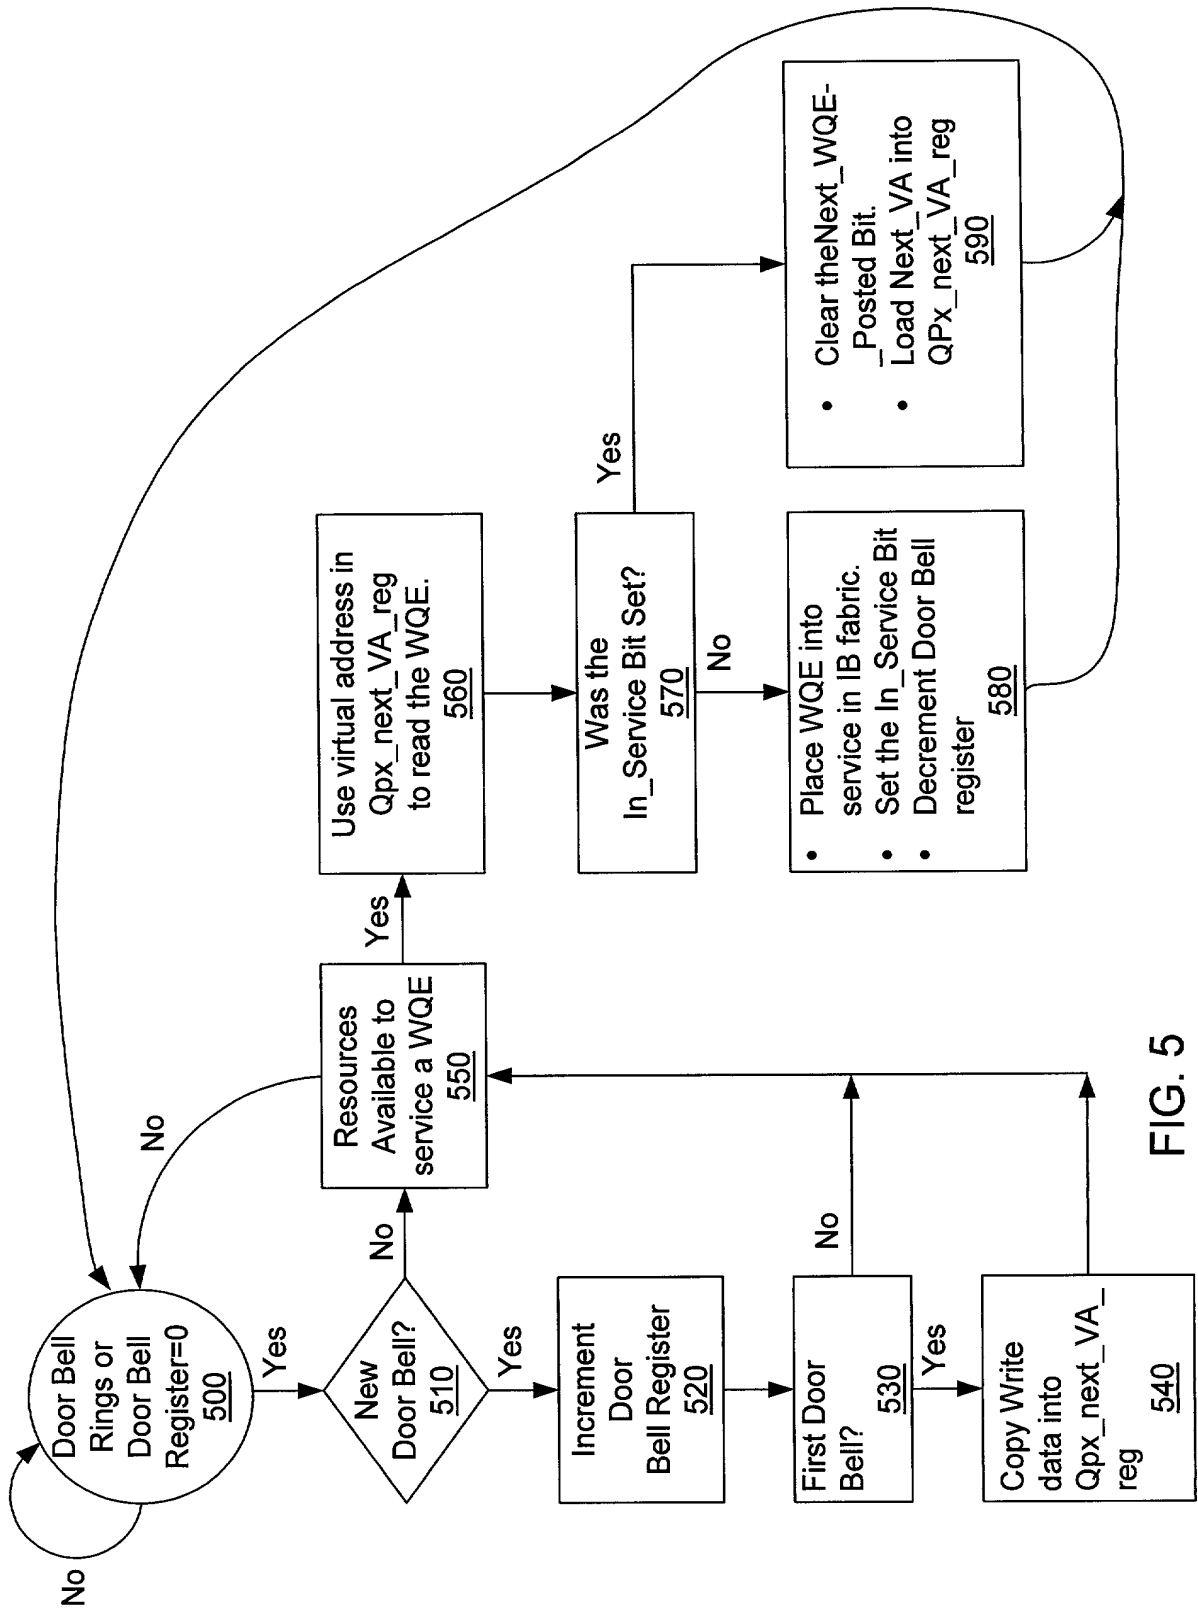 No
Door Bell
Rings or
Door Bell
Register=0
500
Yes
No
New
Door Bell?
510
No
Yes
Increment
Door
Bell Register
520
First Door
Bell?
530
No
Yes
Copy Write
data into
Qpx_next_VA_
reg
540
Resources
Available to
service a WQE
550
Yes
Use virtual address in
Qpx_next_VA_reg
to read the WQE.
560
Was the
In_Service Bit Set?
570
Yes
No
• Place WQE into
service in IB fabric.
• Set the In_Service Bit
• Decrement Door Bell
register
580
• Clear theNext_WQE-
_Posted Bit.
• Load Next_VA into
QPx_next_VA_reg
590
FIG. 5